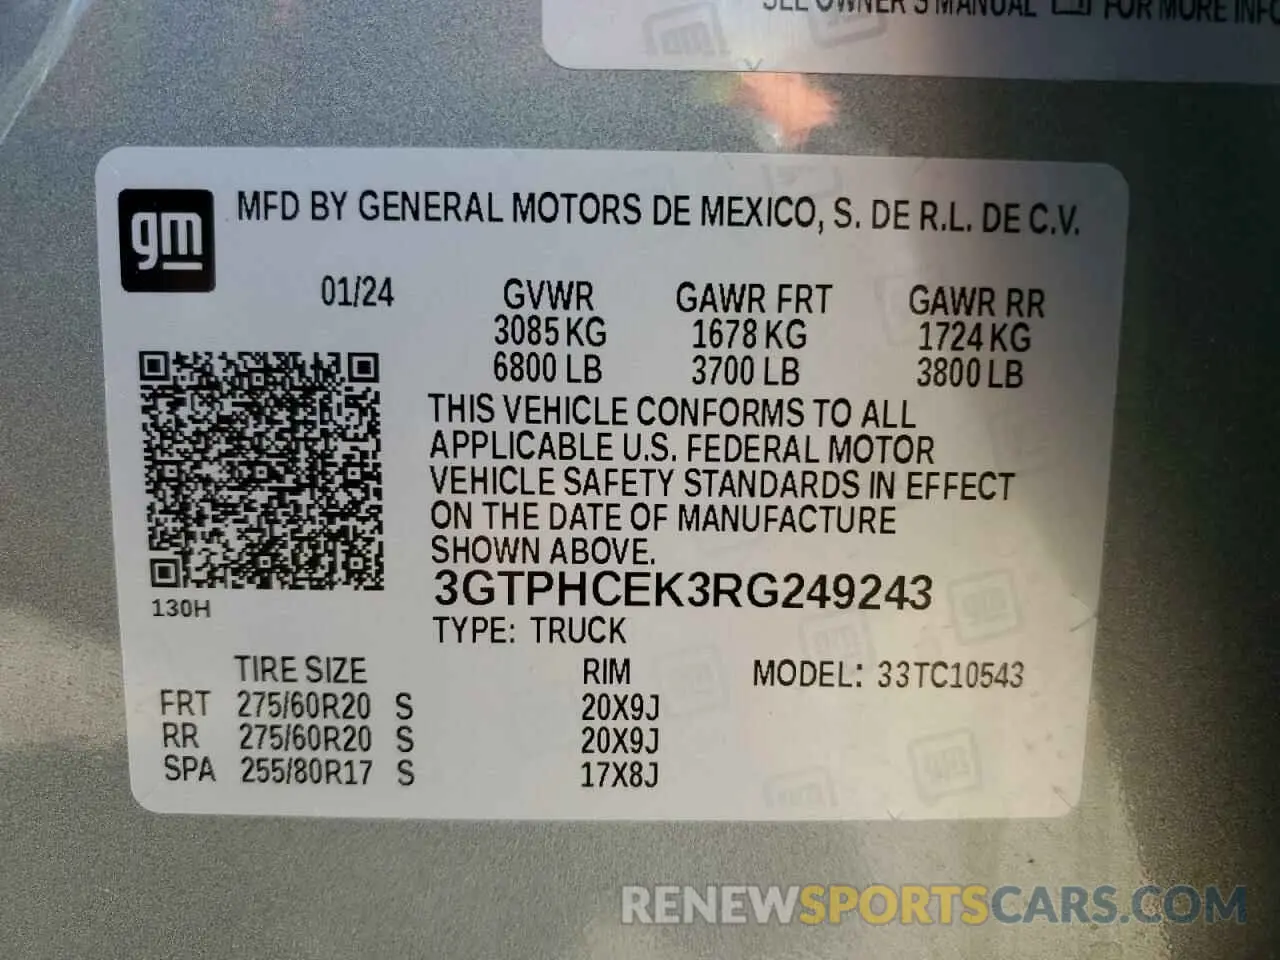 SEE OWNER'S MANUAL FOR MORE INFO
gm
MFD BY GENERAL MOTORS DE MEXICO, S. DE R.L. DE C.V.
01/24 GVWR GAWR FRT GAWR RR
3085 KG 1678 KG 1724 KG
6800 LB 3700 LB 3800 LB
THIS VEHICLE CONFORMS TO ALL
APPLICABLE U.S. FEDERAL MOTOR
VEHICLE SAFETY STANDARDS IN EFFECT
ON THE DATE OF MANUFACTURE
SHOWN ABOVE.
3GTPHCEK3RG249243
130H
TYPE: TRUCK
TIRE SIZE RIM MODEL: 33TC10543
FRT 275/60R20 S 20X9J
RR 275/60R20 S 20X9J
SPA 255/80R17 S 17X8J
RENEWSPORTSCARS.COM